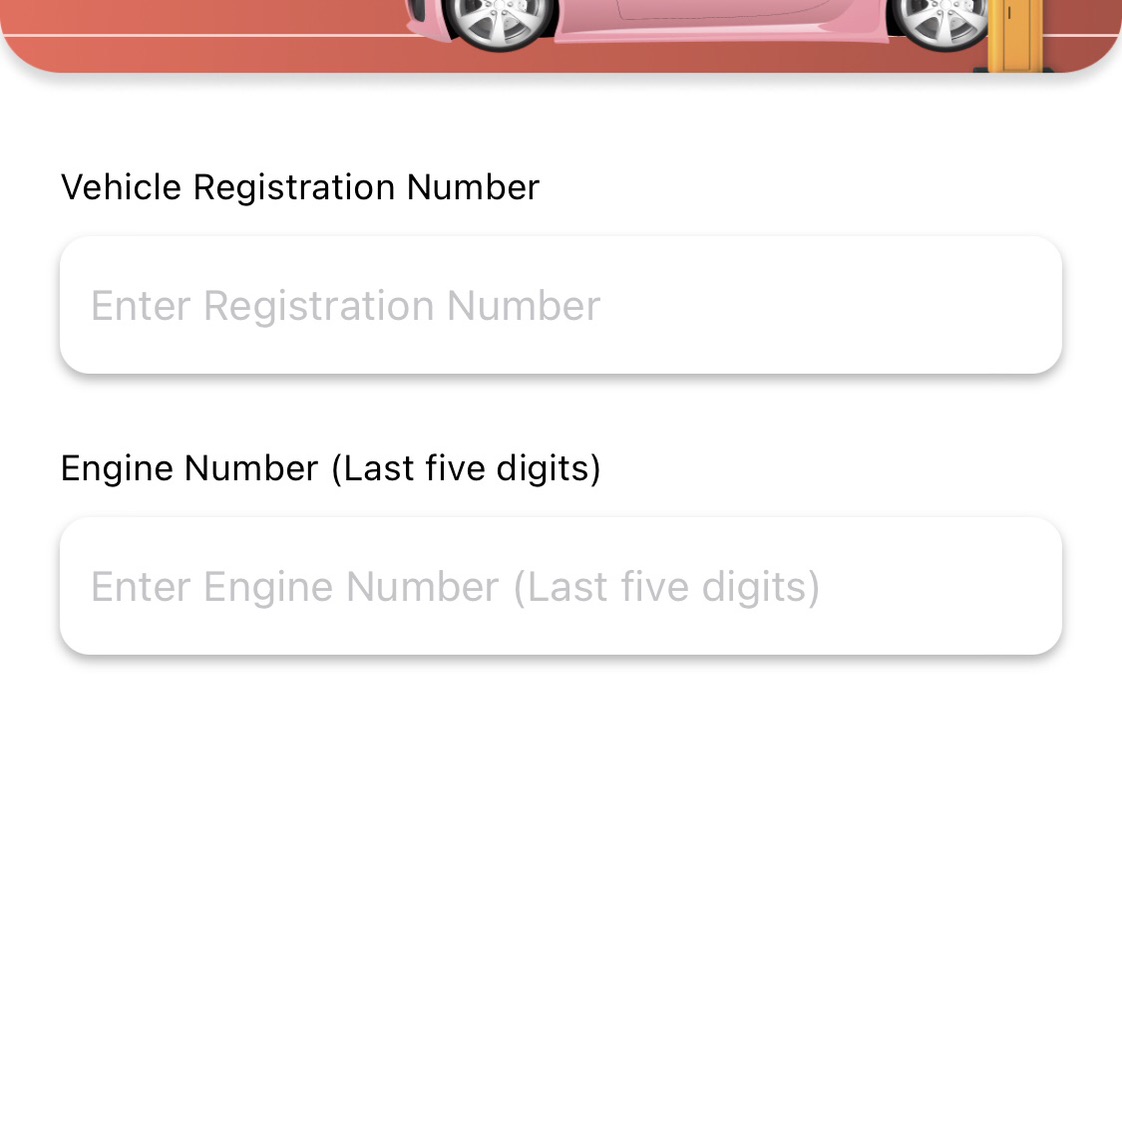 Vehicle Registration Number
Enter Registration Number
Engine Number (Last five digits)
Enter Engine Number (Last five digits)